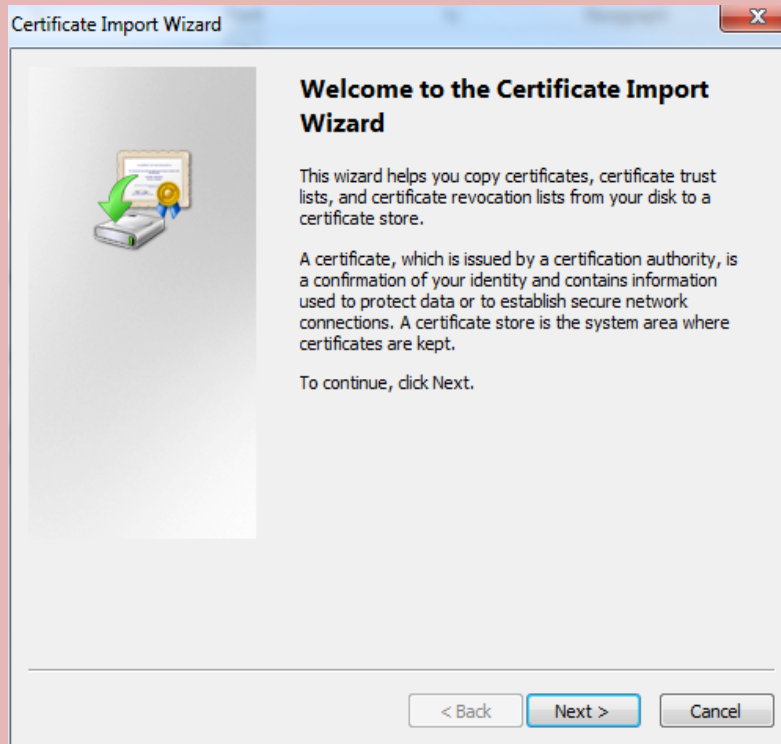 Certificate Import Wizard
Welcome to the Certificate Import
Wizard
This wizard helps you copy certificates, certificate trust
lists, and certificate revocation lists from your disk to a
certificate store.
A certificate, which is issued by a certification authority, is
a confirmation of your identity and contains information
used to protect data or to establish secure network
connections. A certificate store is the system area where
certificates are kept.
To continue, click Next.
< Back Next > Cancel